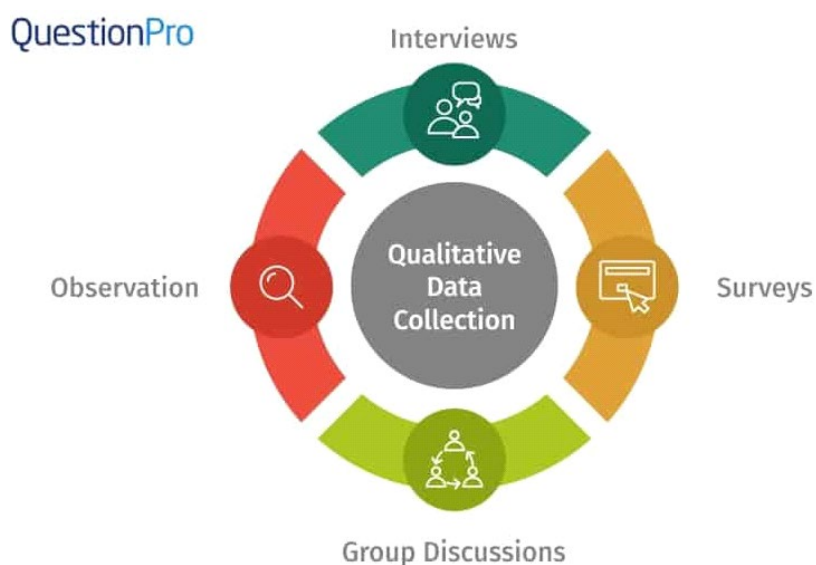 QuestionPro
Interviews
Qualitative
Data
Collection
Observation
Surveys
Group Discussions